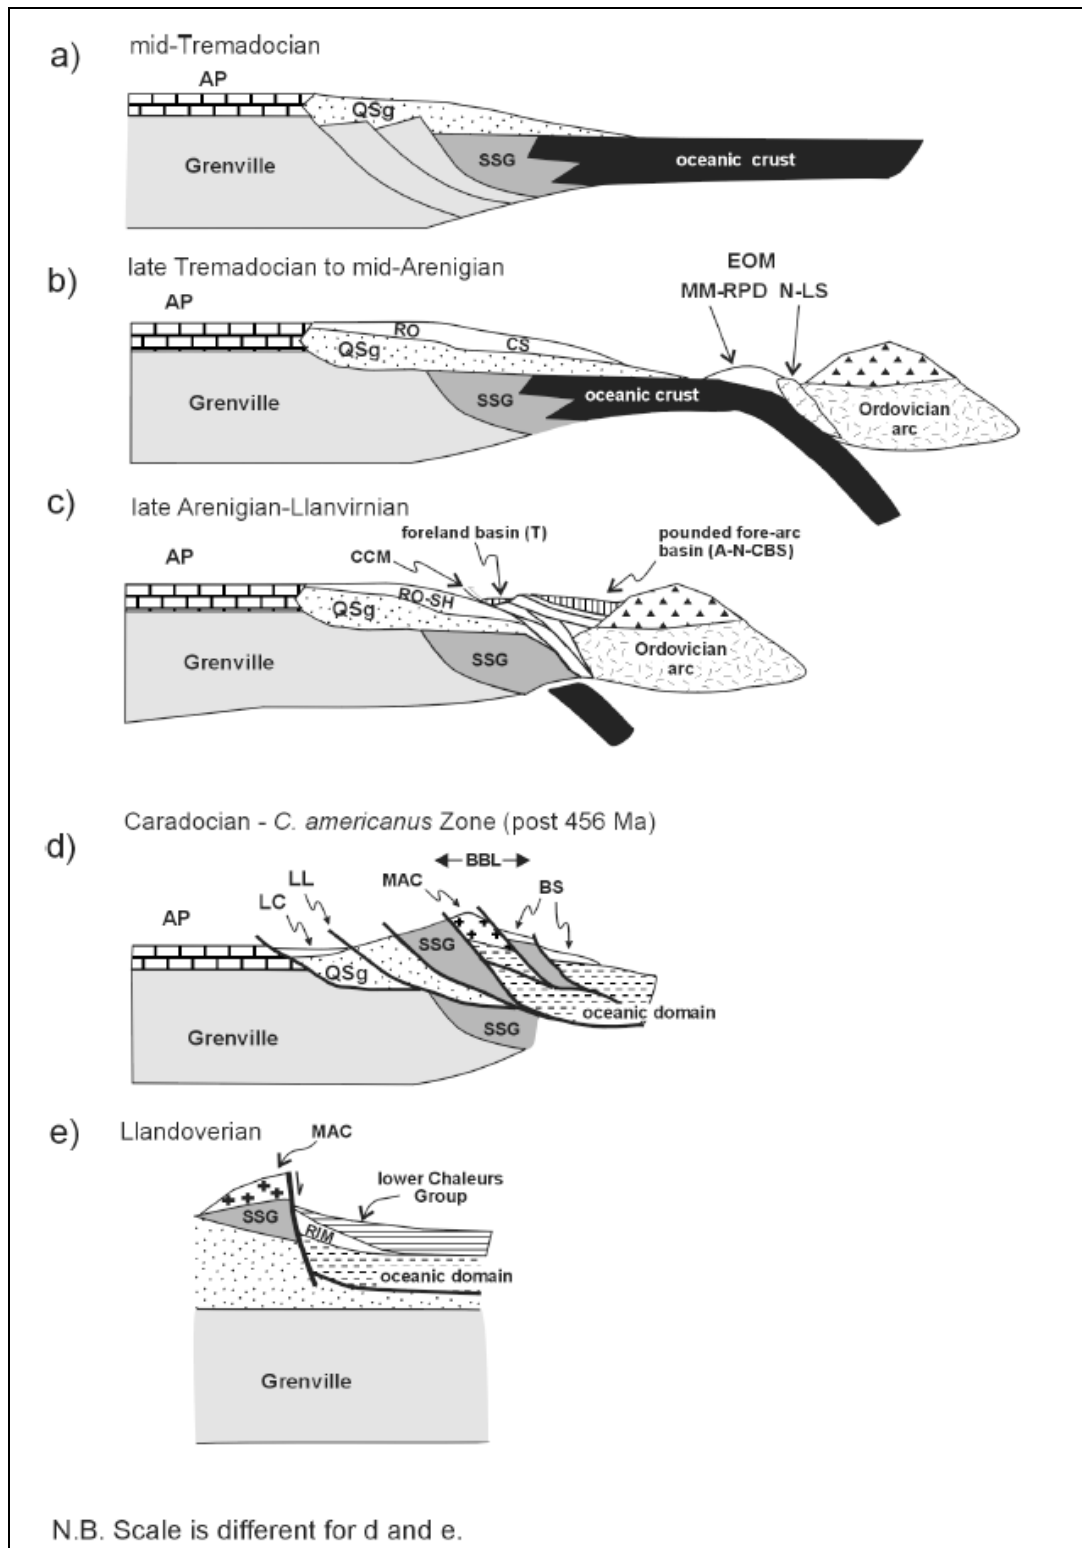 a) mid-Tremadocian
AP
QSg
Grenville
SSG
oceanic crust
b) late Tremadocian to mid-Arenigian
EOM
MM-RPD N-LS
AP
RO
CS
QSg
Grenville
SSG
oceanic crust
Ordovician
arc
c) late Arenigian-Llanvirnian
foreland basin (T)
pounded fore-arc
basin (A-N-CBS)
CCM
AP
RO-SH
QSg
Grenville
SSG
Ordovician
arc
d) Caradocian - C. americanus Zone (post 456 Ma)
BBL
LL
MAC
BS
LC
AP
SSG
QSg
oceanic domain
SSG
Grenville
e) Llandoverian
MAC
lower Chaleurs
Group
SSG
RIM
oceanic domain
Grenville
N.B. Scale is different for d and e.